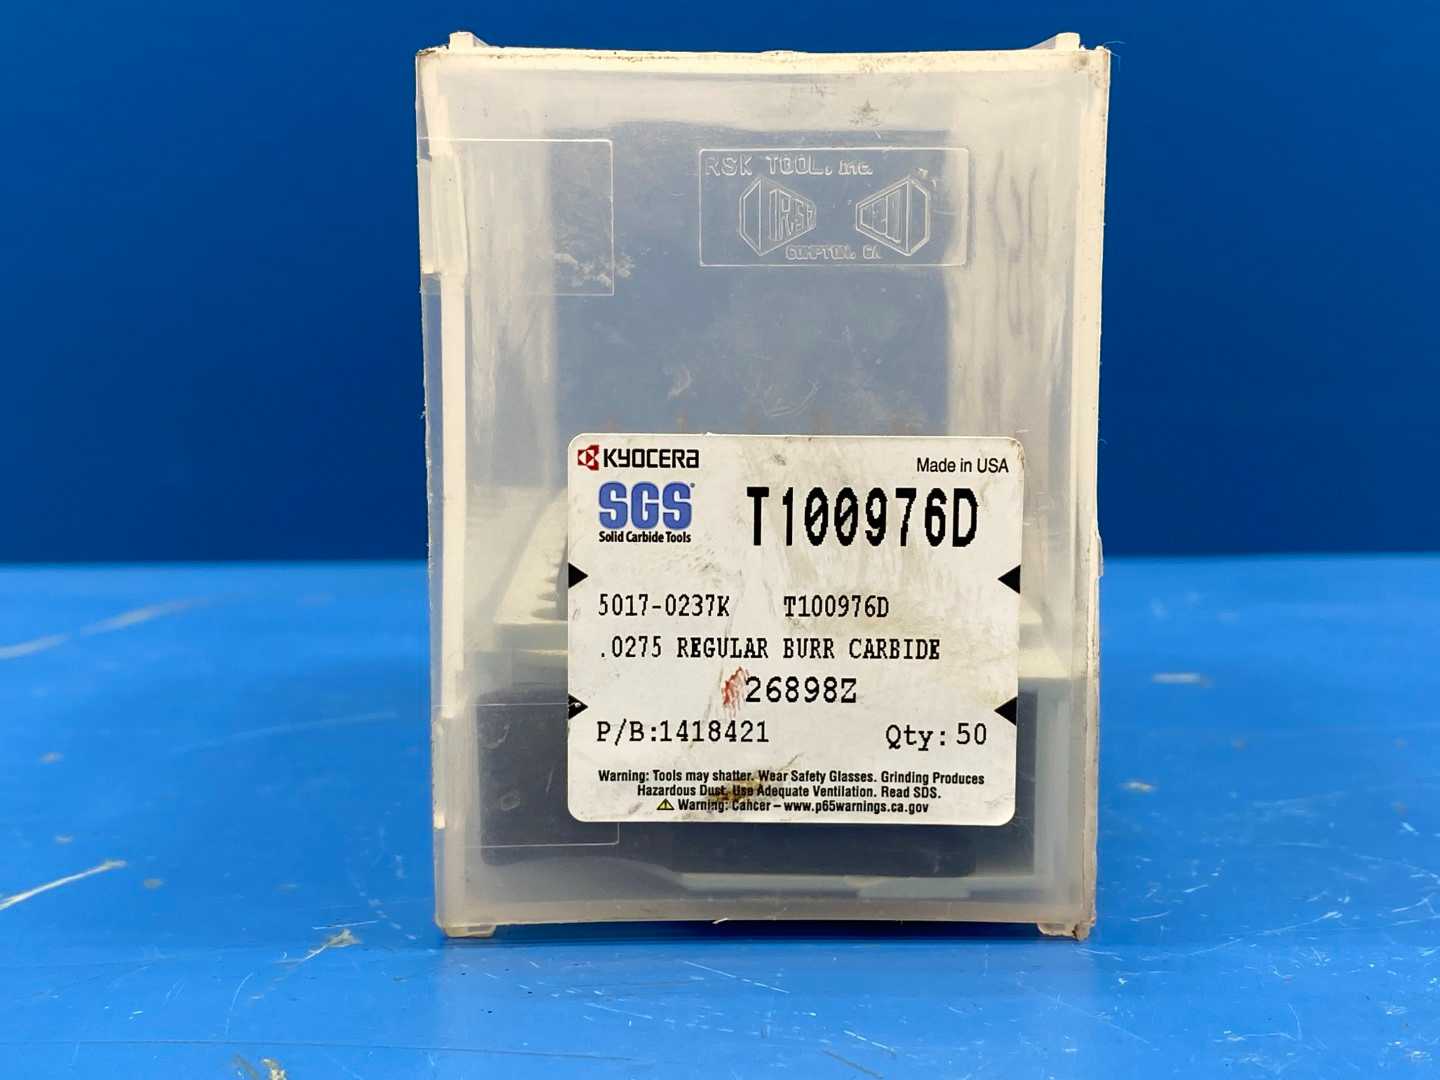 RSK TOOL, Inc.
COMPTON, CA
KYOCERA
Made in USA
SGS®
Solid Carbide Tools
T100976D
5017-0237K T100976D
.0275 REGULAR BURR CARBIDE
26898Z
P/B:1418421 Qty: 50
Warning: Tools may shatter. Wear Safety Glasses. Grinding Produces
Hazardous Dust. Use Adequate Ventilation. Read SDS.
⚠ Warning: Cancer – www.p65warnings.ca.gov